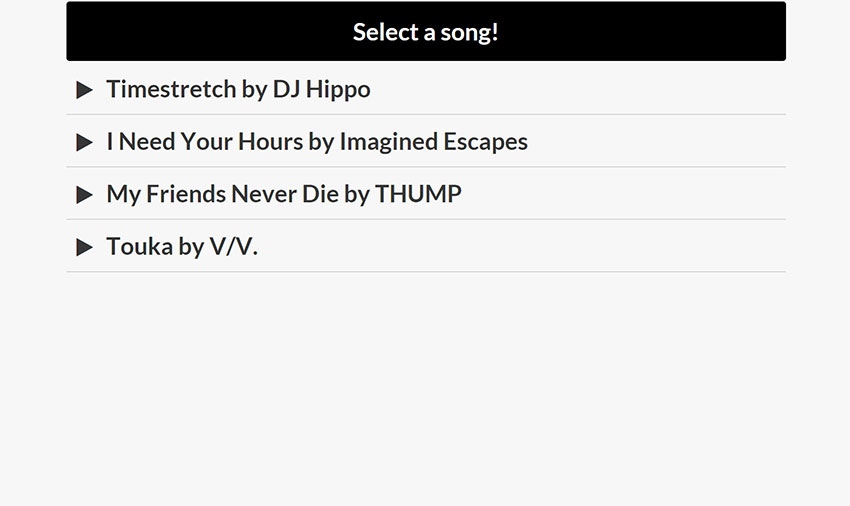 Select a song!
Timestretch by DJ Hippo
I Need Your Hours by Imagined Escapes
My Friends Never Die by THUMP
Touka by V/V.